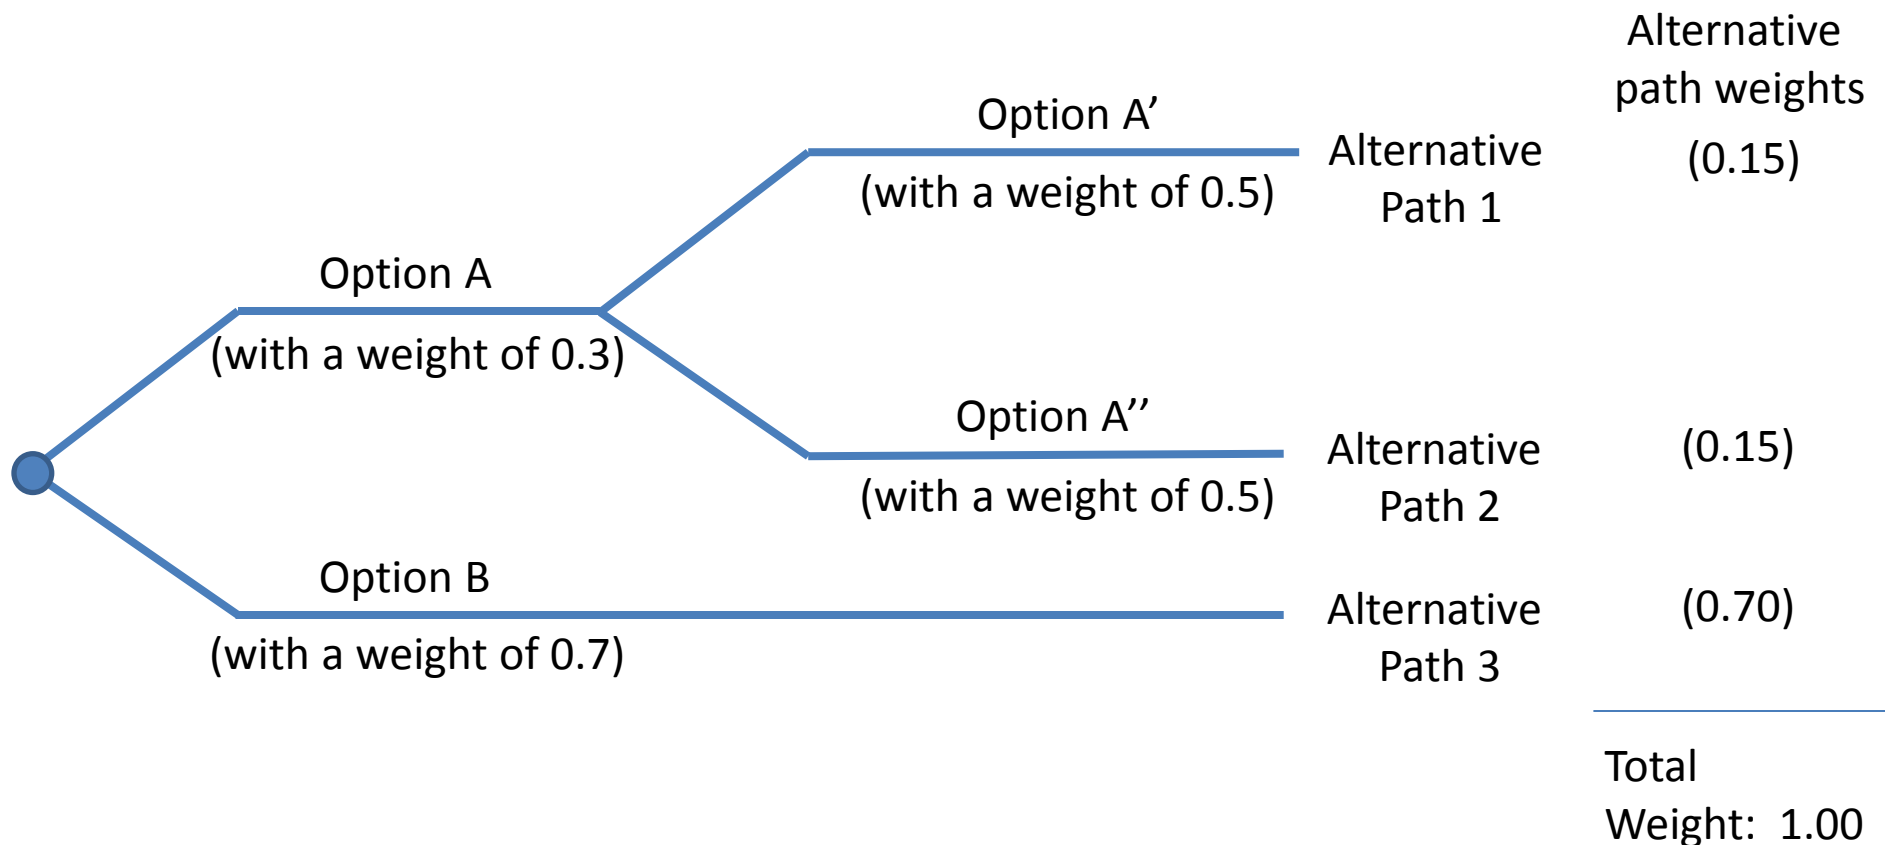 Alternative
path weights
Option A’
(with a weight of 0.5)
Alternative
Path 1
(0.15)
Option A
(with a weight of 0.3)
Option A’’
(with a weight of 0.5)
Alternative
Path 2
(0.15)
Option B
(with a weight of 0.7)
Alternative
Path 3
(0.70)
Total
Weight: 1.00